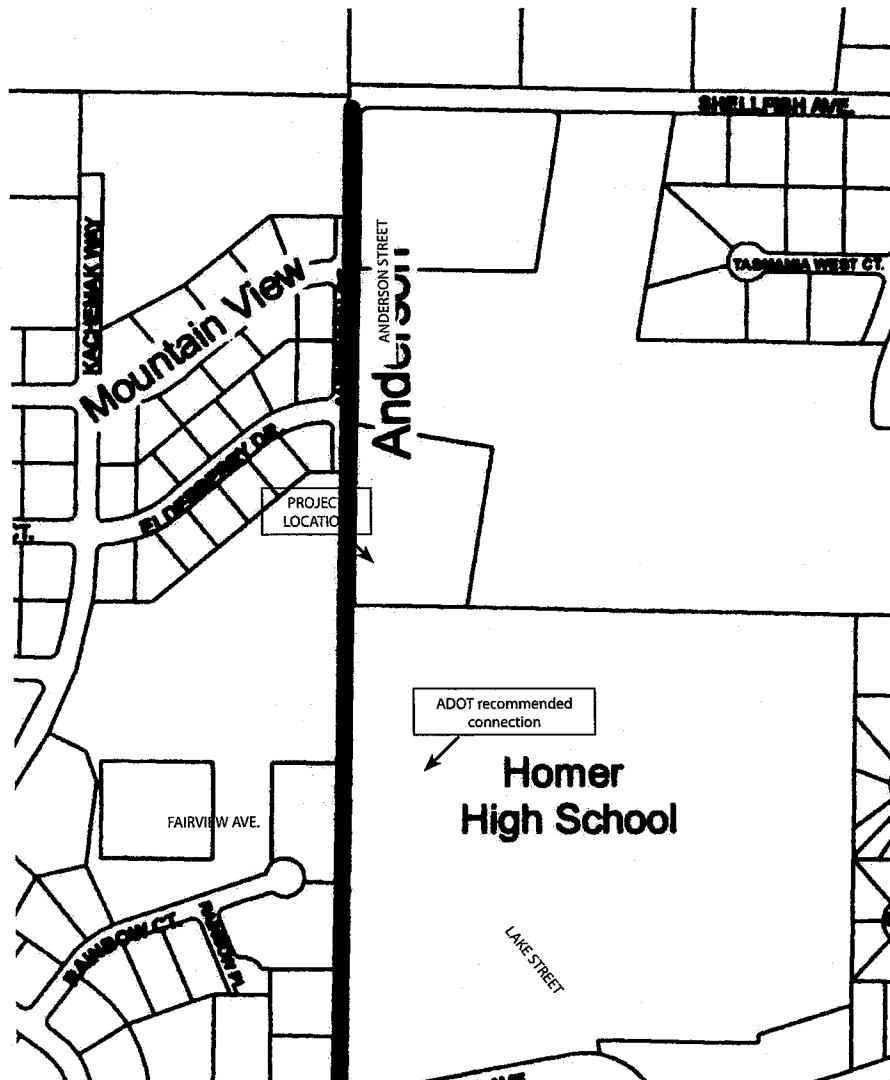 SHELLFISH AVE.
KACHEMAK WAY
Mountain View
ANDERSON STREET
Anderson
TASMANIA WEST CT.
ELDERBERRY DR.
PROJECT
LOCATIO
CT.
ADOT recommended
connection
Homer
High School
FAIRVIEW AVE.
RAINBOW CT.
LAKE STREET